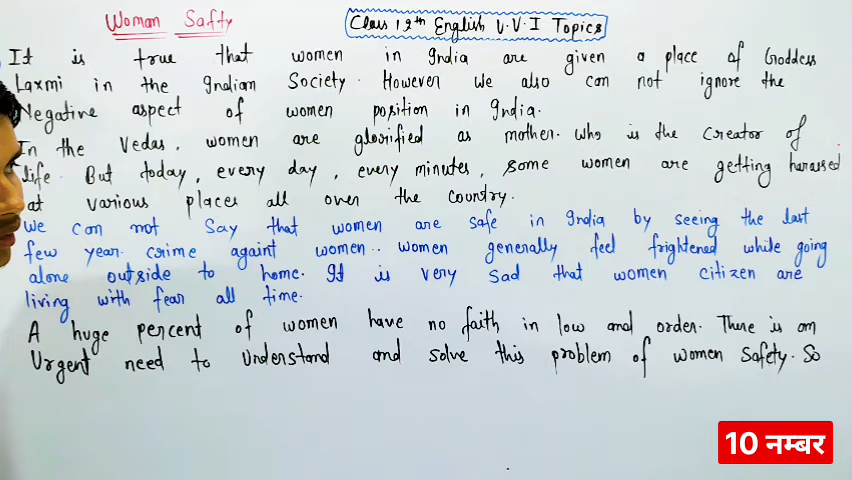 Woman Safty
Class 12th English V.V.I Topics
It is true that women in India are given a place of Goddess
Laxmi in the Indian Society. However we also can not ignore the
Negative aspect of women position in India.
In the Vedas, women are glorified as mother. who is the creator of
life. But today, every day, every minutes, some women are getting harassed
at various places all over the country.
We can not say that women are safe in India by seeing the last
few year crime againt women.. women generally feel frightened while going
alone outside to home. It is very sad that women citizen are
living with fear all time.
A huge percent of women have no faith in low and order. There is an
Urgent need to understand and solve this problem of women safety. So
10 नम्बर